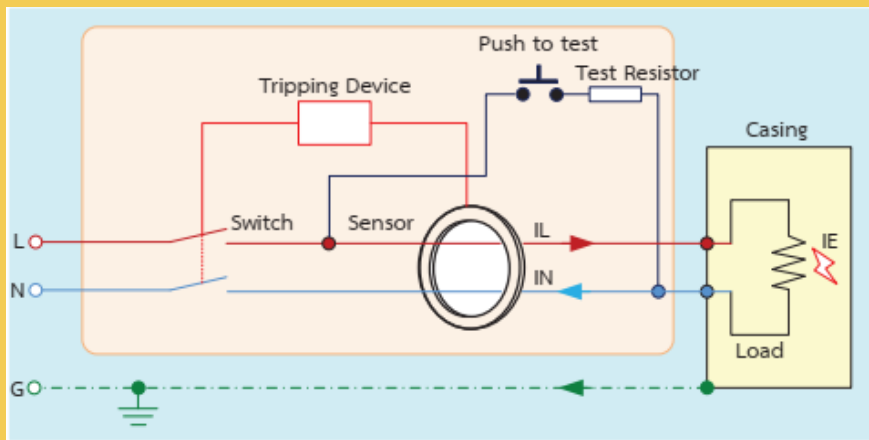 Push to test
Test Resistor
Tripping Device
Casing
Switch
Sensor
L
IL
IE
N
IN
Load
G